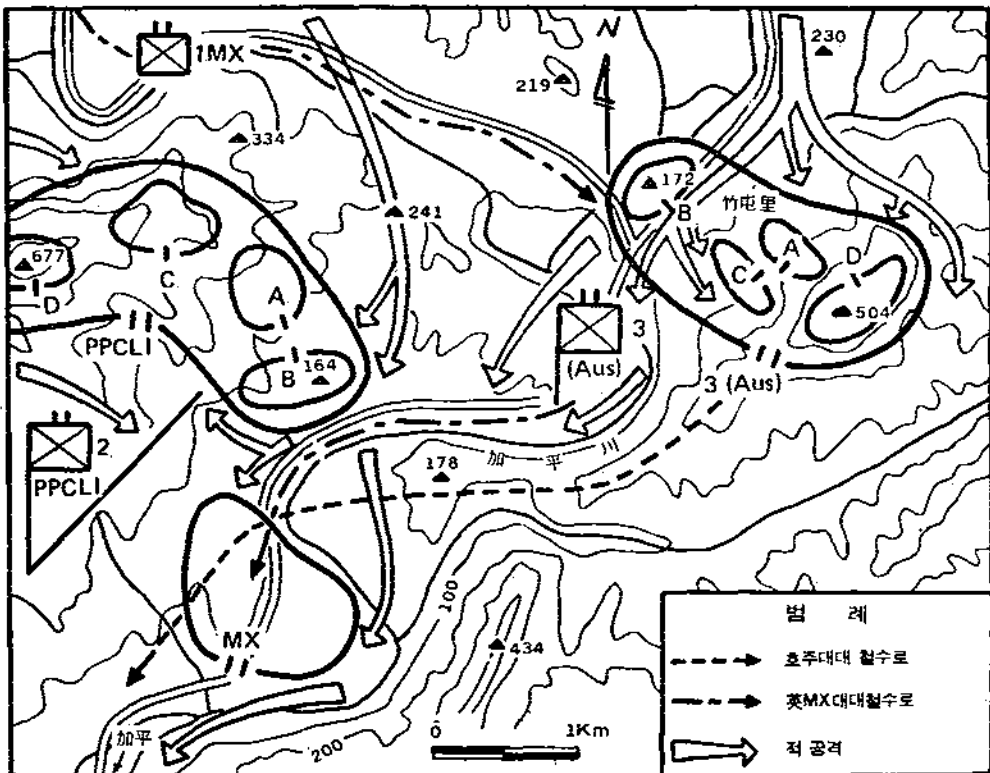 1MX
N
230
219
334
172
B
竹屯里
241
677
D
C
A
C
A
D
504
PPCLI
B
164
3
(Aus)
3 (Aus)
2
PPCLI
加平川
178
100
MX
434
加平
200
0
1Km
범 례
호주대대 철수로
英MX대대철수로
적 공격